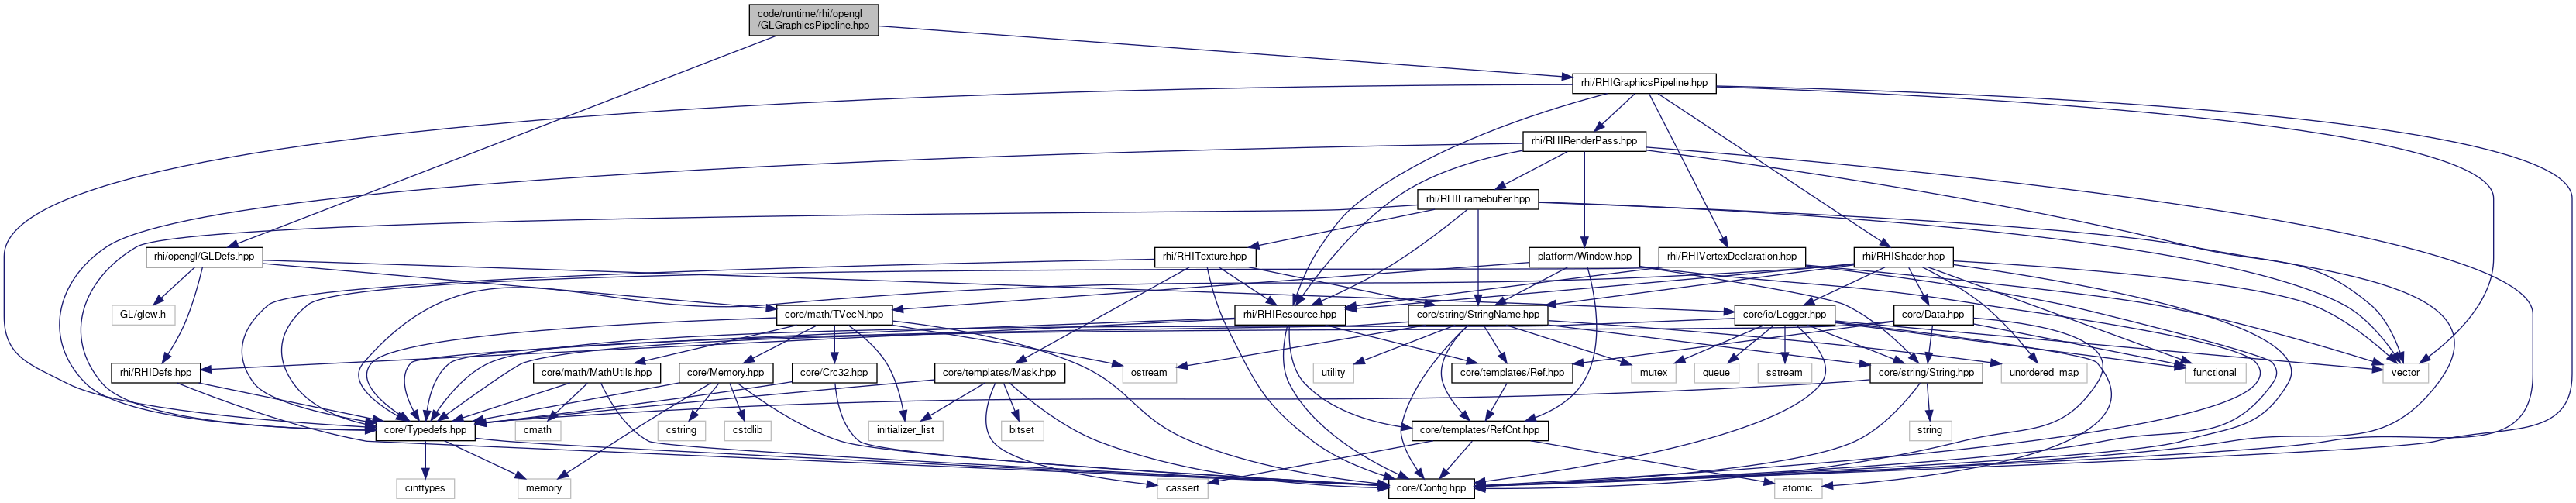 code/runtime/rhi/opengl
/GLGraphicsPipeline.hpp
rhi/RHIGraphicsPipeline.hpp
rhi/RHIRenderPass.hpp
rhi/RHIFramebuffer.hpp
rhi/opengl/GLDefs.hpp
rhi/RHITexture.hpp
platform/Window.hpp
rhi/RHIVertexDeclaration.hpp
rhi/RHIShader.hpp
GL/glew.h
core/math/TVecN.hpp
rhi/RHIResource.hpp
core/string/StringName.hpp
core/io/Logger.hpp
core/Data.hpp
rhi/RHIDefs.hpp
core/math/MathUtils.hpp
core/Memory.hpp
core/Crc32.hpp
core/templates/Mask.hpp
ostream
utility
core/templates/Ref.hpp
mutex
queue
sstream
core/string/String.hpp
unordered_map
functional
vector
core/Typedefs.hpp
cmath
cstring
cstdlib
initializer_list
bitset
core/templates/RefCnt.hpp
string
cinttypes
memory
cassert
core/Config.hpp
atomic